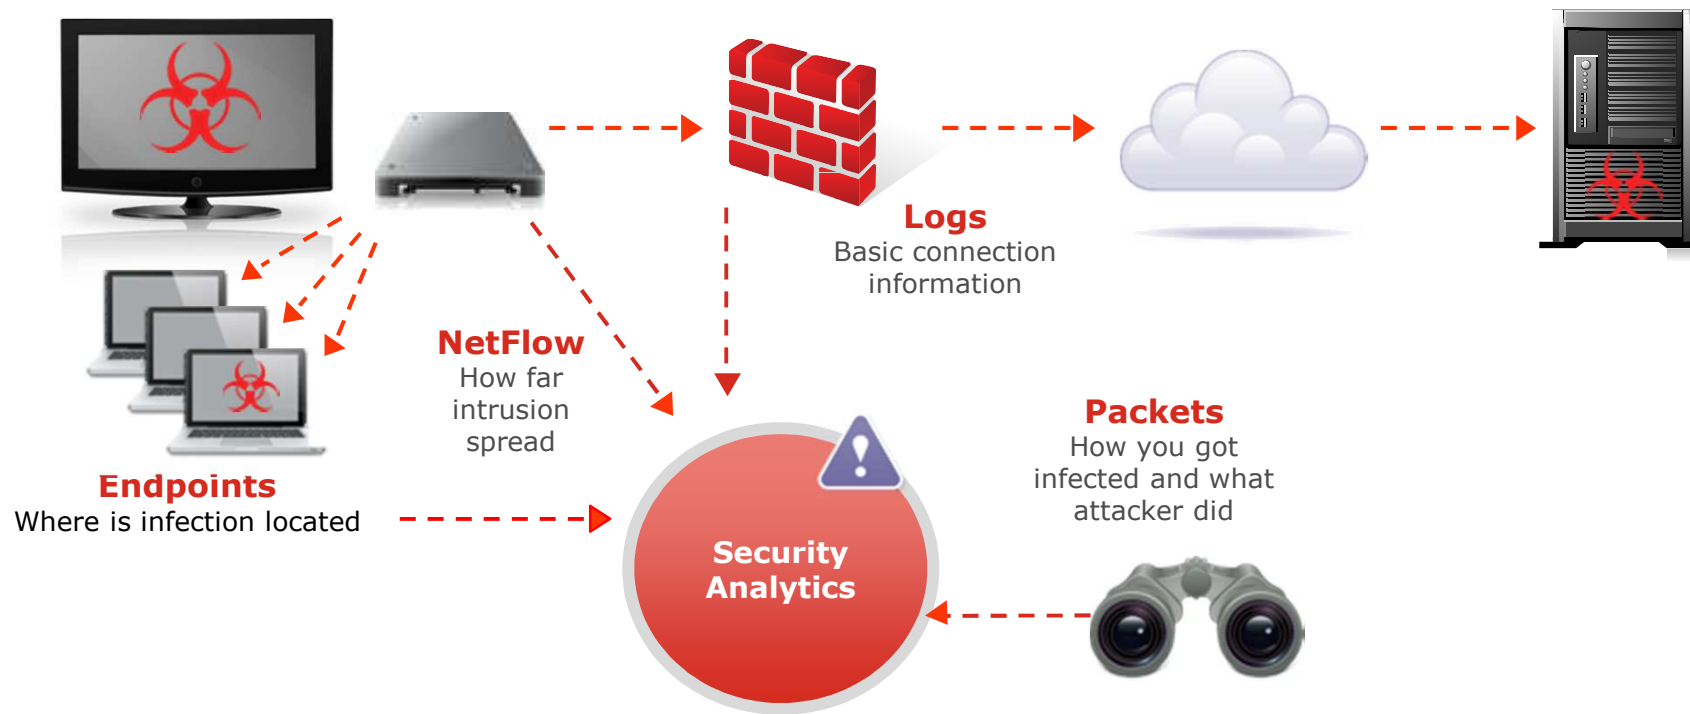 Logs
Basic connection
information
NetFlow
How far
intrusion
spread
Endpoints
Where is infection located
Packets
How you got
infected and what
attacker did
Security
Analytics